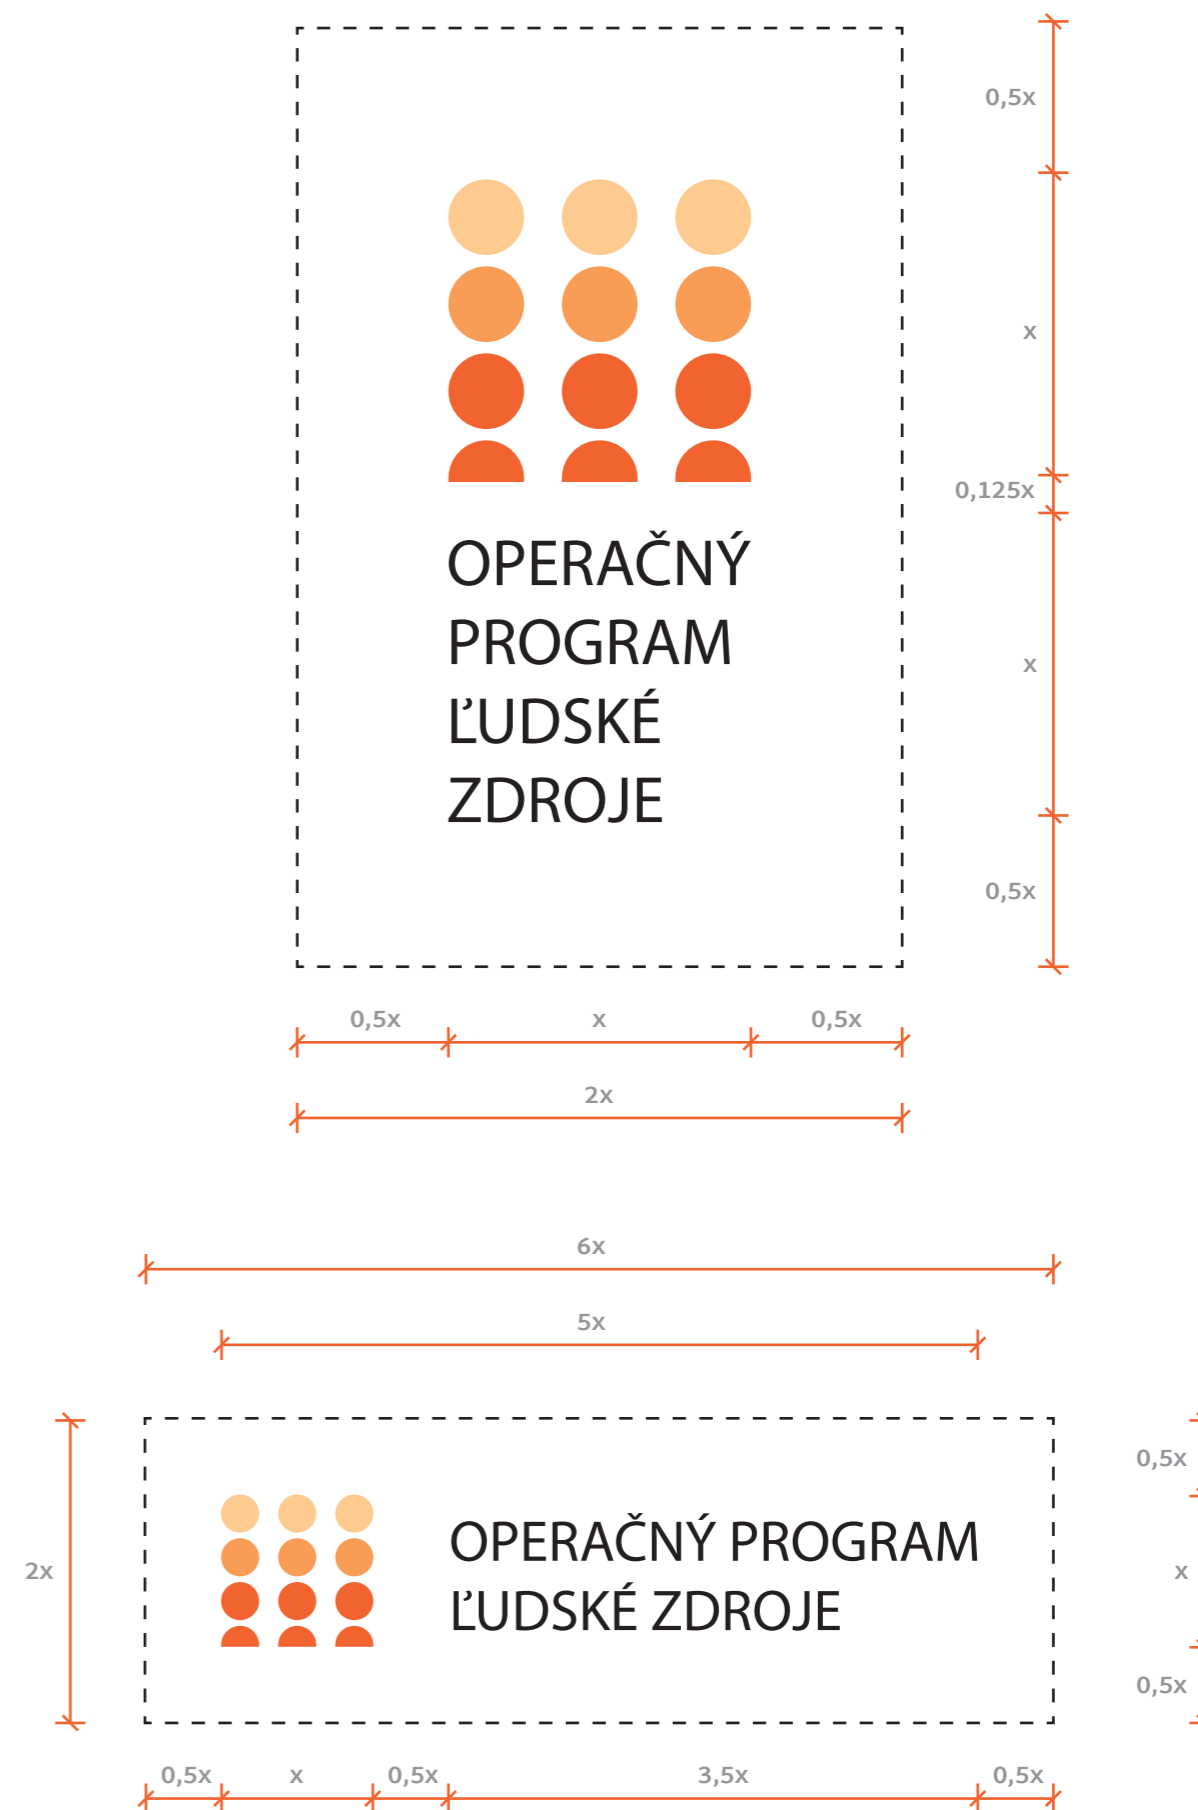 0,5x
x
0,125x
OPERAČNÝ
PROGRAM
ĽUDSKÉ
ZDROJE
x
0,5x
0,5x x 0,5x
2x
6x
5x
0,5x
OPERAČNÝ PROGRAM
ĽUDSKÉ ZDROJE
2x
x
0,5x
0,5x x 0,5x 3,5x 0,5x